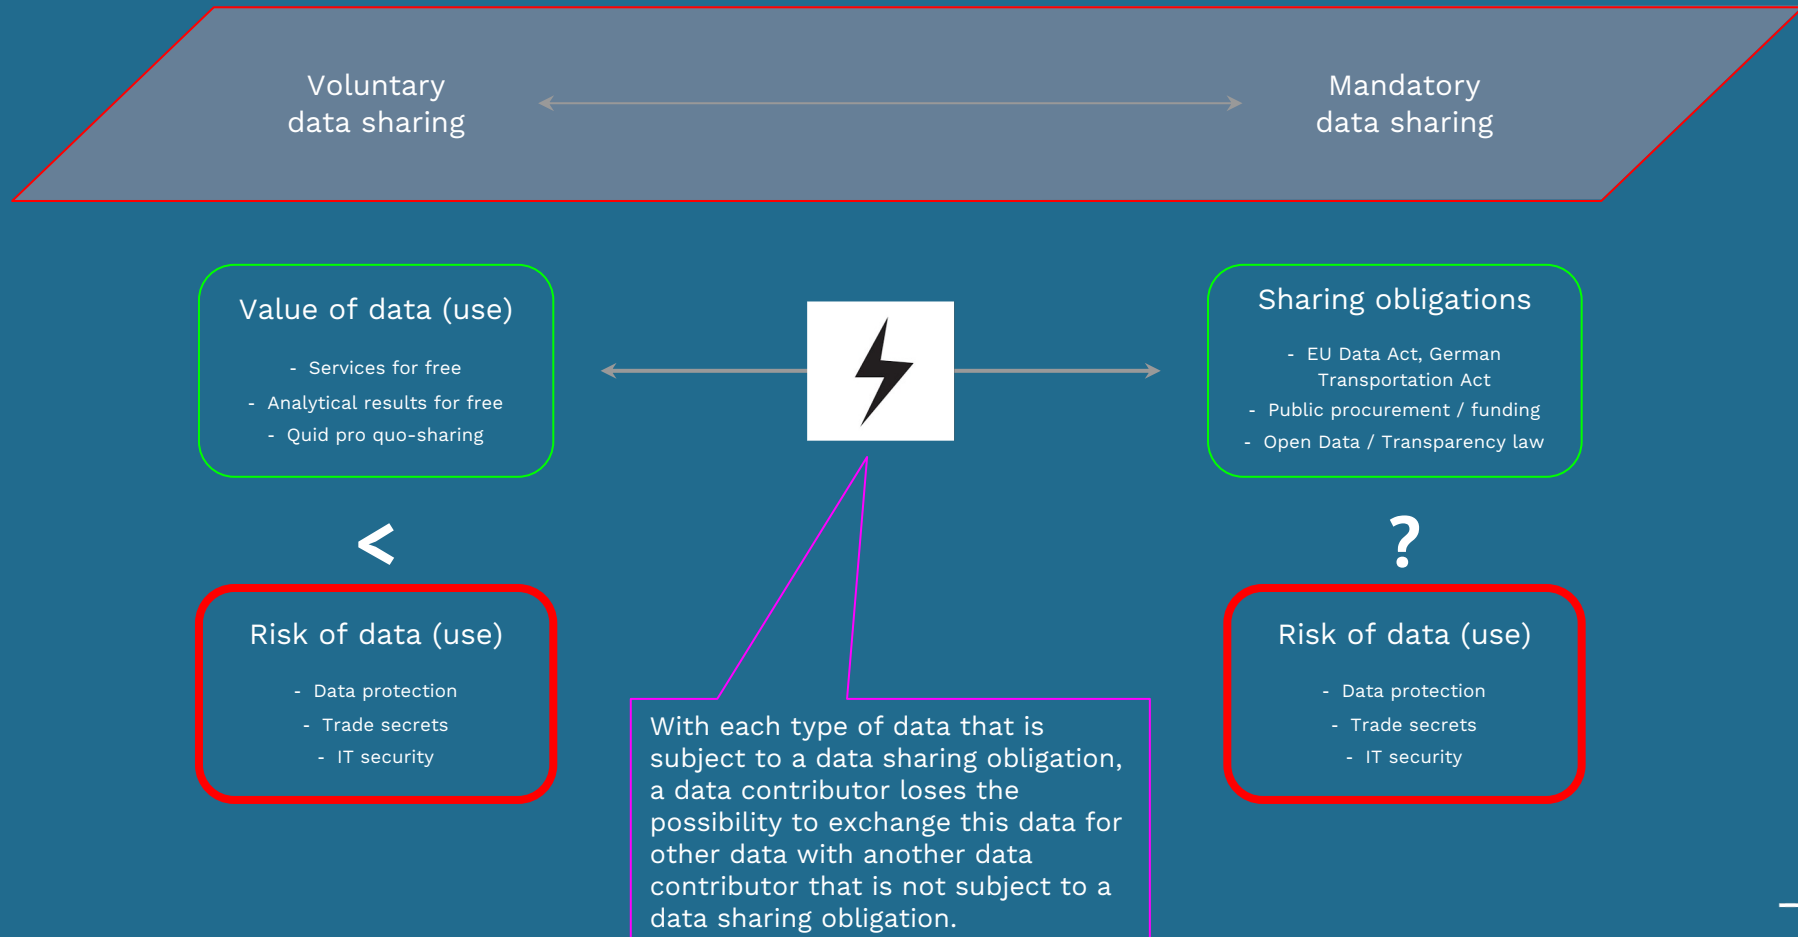 Voluntary
data sharing
Mandatory
data sharing
Value of data (use)
- Services for free
- Analytical results for free
- Quid pro quo-sharing
Sharing obligations
- EU Data Act, German
Transportation Act
- Public procurement / funding
- Open Data / Transparency law
<
?
Risk of data (use)
- Data protection
- Trade secrets
- IT security
Risk of data (use)
- Data protection
- Trade secrets
- IT security
With each type of data that is
subject to a data sharing obligation,
a data contributor loses the
possibility to exchange this data for
other data with another data
contributor that is not subject to a
data sharing obligation.